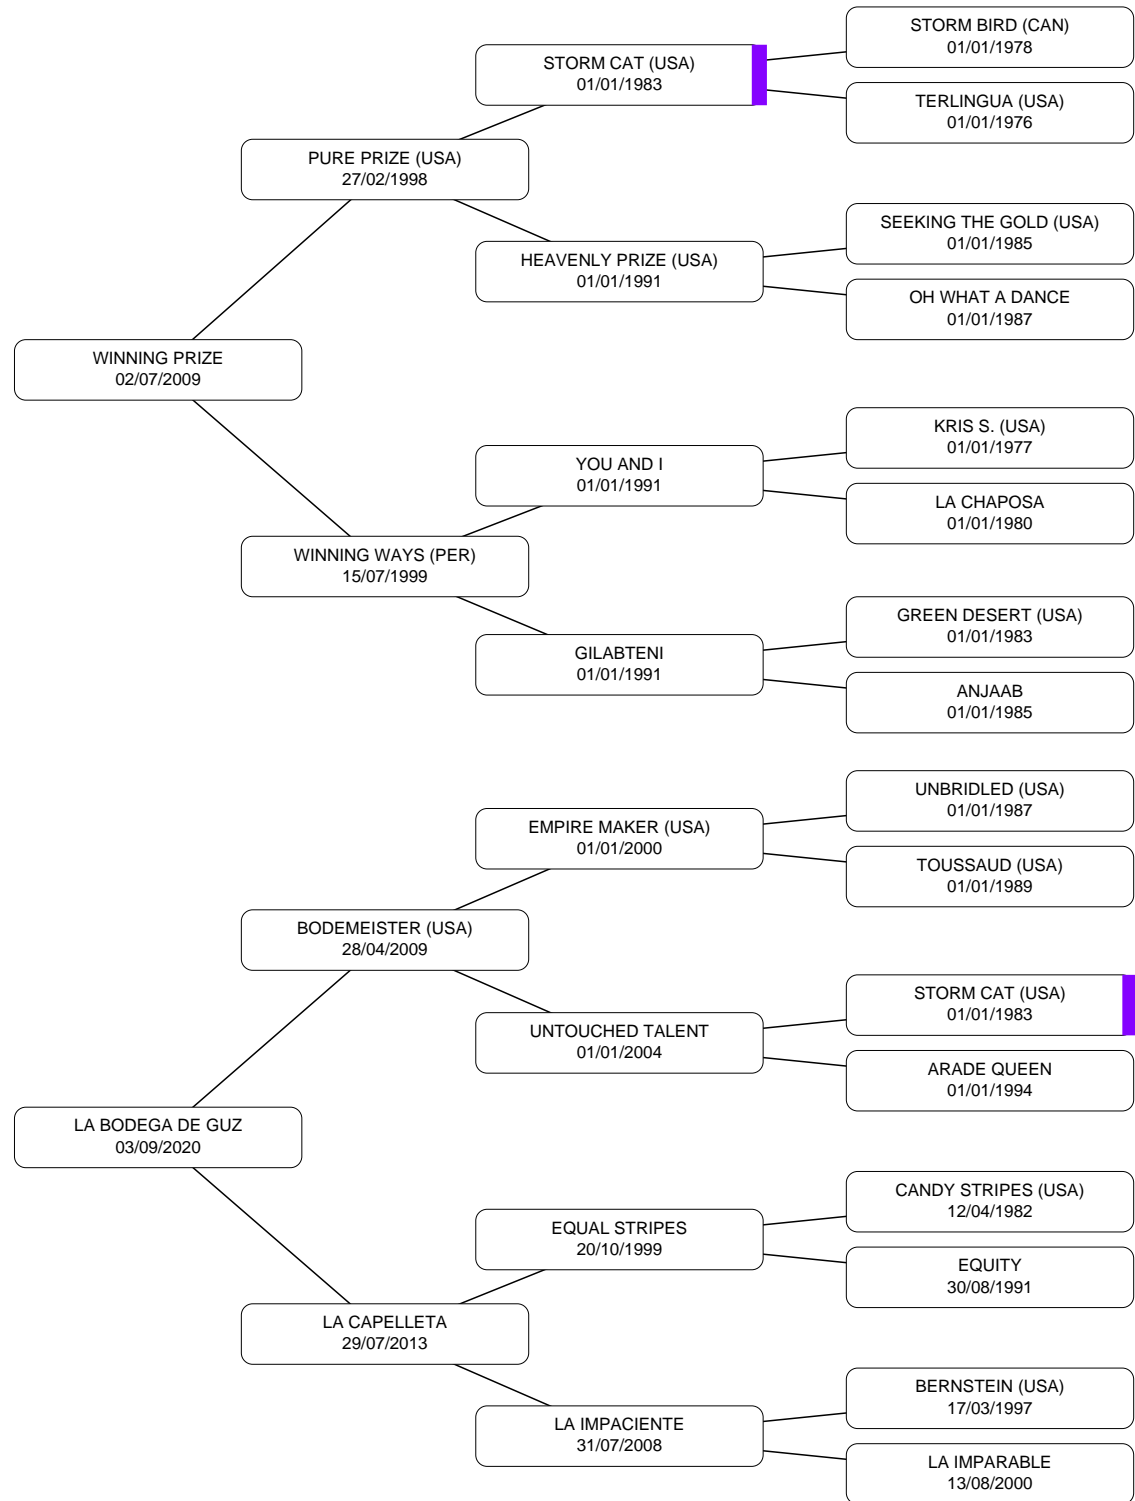 STORM BIRD (CAN)
01/01/1978
STORM CAT (USA)
01/01/1983
TERLINGUA (USA)
01/01/1976
PURE PRIZE (USA)
27/02/1998
SEEKING THE GOLD (USA)
01/01/1985
HEAVENLY PRIZE (USA)
01/01/1991
OH WHAT A DANCE
01/01/1987
WINNING PRIZE
02/07/2009
KRIS S. (USA)
01/01/1977
YOU AND I
01/01/1991
LA CHAPOSA
01/01/1980
WINNING WAYS (PER)
15/07/1999
GREEN DESERT (USA)
01/01/1983
GILABTENI
01/01/1991
ANJAAB
01/01/1985
UNBRIDLED (USA)
01/01/1987
EMPIRE MAKER (USA)
01/01/2000
TOUSSAUD (USA)
01/01/1989
BODEMEISTER (USA)
28/04/2009
STORM CAT (USA)
01/01/1983
UNTOUCHED TALENT
01/01/2004
ARADE QUEEN
01/01/1994
LA BODEGA DE GUZ
03/09/2020
CANDY STRIPES (USA)
12/04/1982
EQUAL STRIPES
20/10/1999
EQUITY
30/08/1991
LA CAPELLETA
29/07/2013
BERNSTEIN (USA)
17/03/1997
LA IMPACIENTE
31/07/2008
LA IMPARABLE
13/08/2000